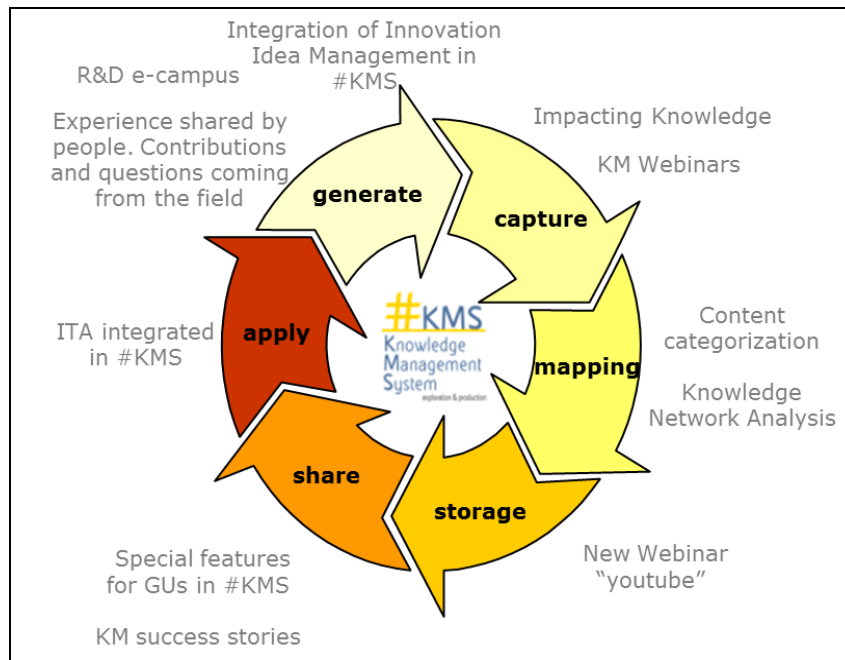 Integration of Innovation
Idea Management in
#KMS
R&D e-campus
Experience shared by
people. Contributions
and questions coming
from the field
generate
Impacting Knowledge
KM Webinars
capture
Content
categorization
Knowledge
Network Analysis
mapping
New Webinar
“youtube”
storage
Special features
for GUs in #KMS
KM success stories
share
ITA integrated
in #KMS
apply
#KMS
Knowledge
Management
System
exploration & production